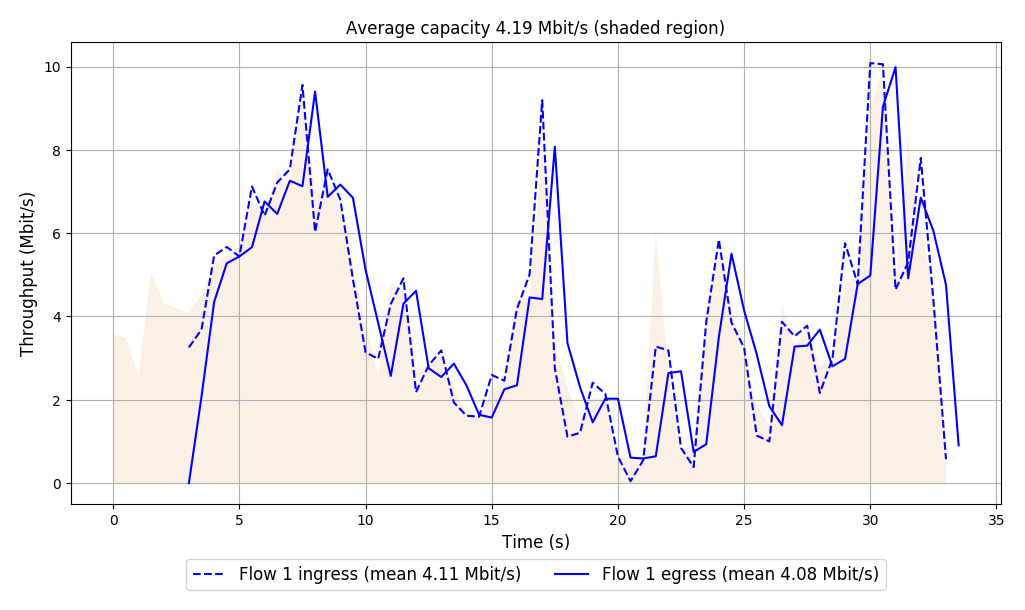 Average capacity 4.19 Mbit/s (shaded region)
Throughput (Mbit/s)
10
8
6
4
2
0
0 5 10 15 20 25 30 35
Time (s)
Flow 1 ingress (mean 4.11 Mbit/s) Flow 1 egress (mean 4.08 Mbit/s)